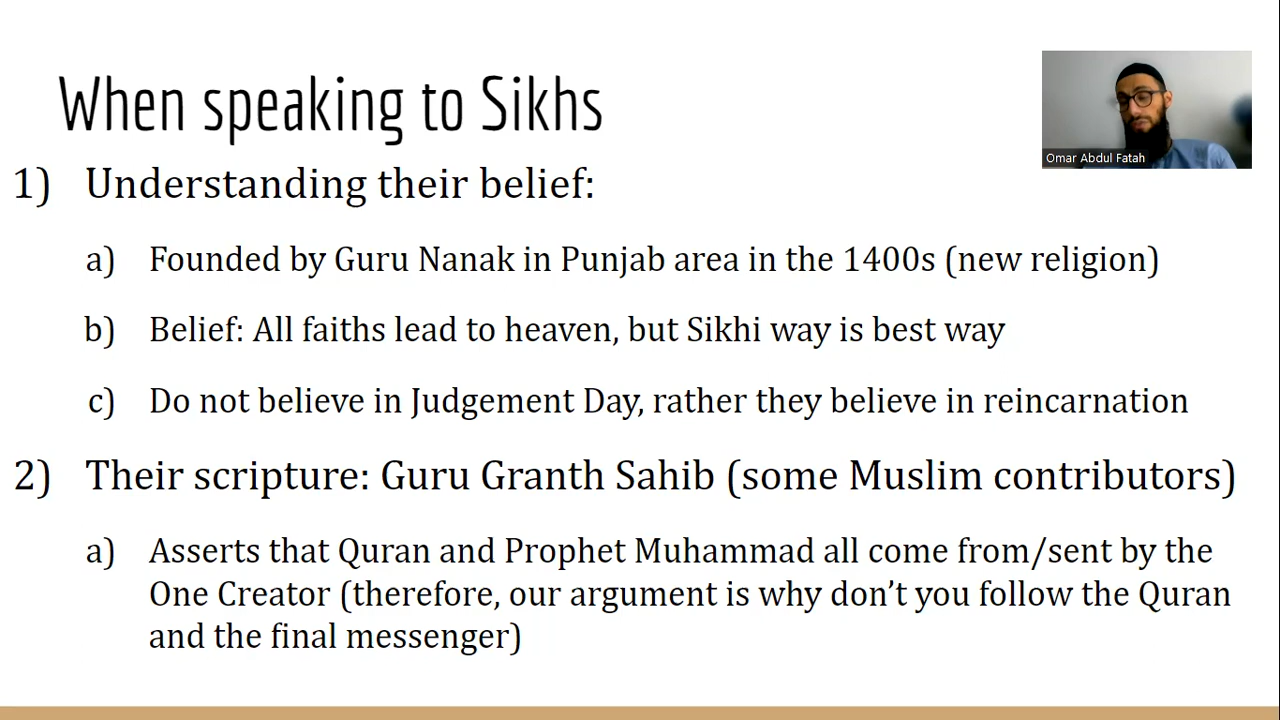 When speaking to Sikhs
Omar Abdul Fatah
1) Understanding their belief:
a) Founded by Guru Nanak in Punjab area in the 1400s (new religion)
b) Belief: All faiths lead to heaven, but Sikhi way is best way
c) Do not believe in Judgement Day, rather they believe in reincarnation
2) Their scripture: Guru Granth Sahib (some Muslim contributors)
a) Asserts that Quran and Prophet Muhammad all come from/sent by the
One Creator (therefore, our argument is why don’t you follow the Quran
and the final messenger)